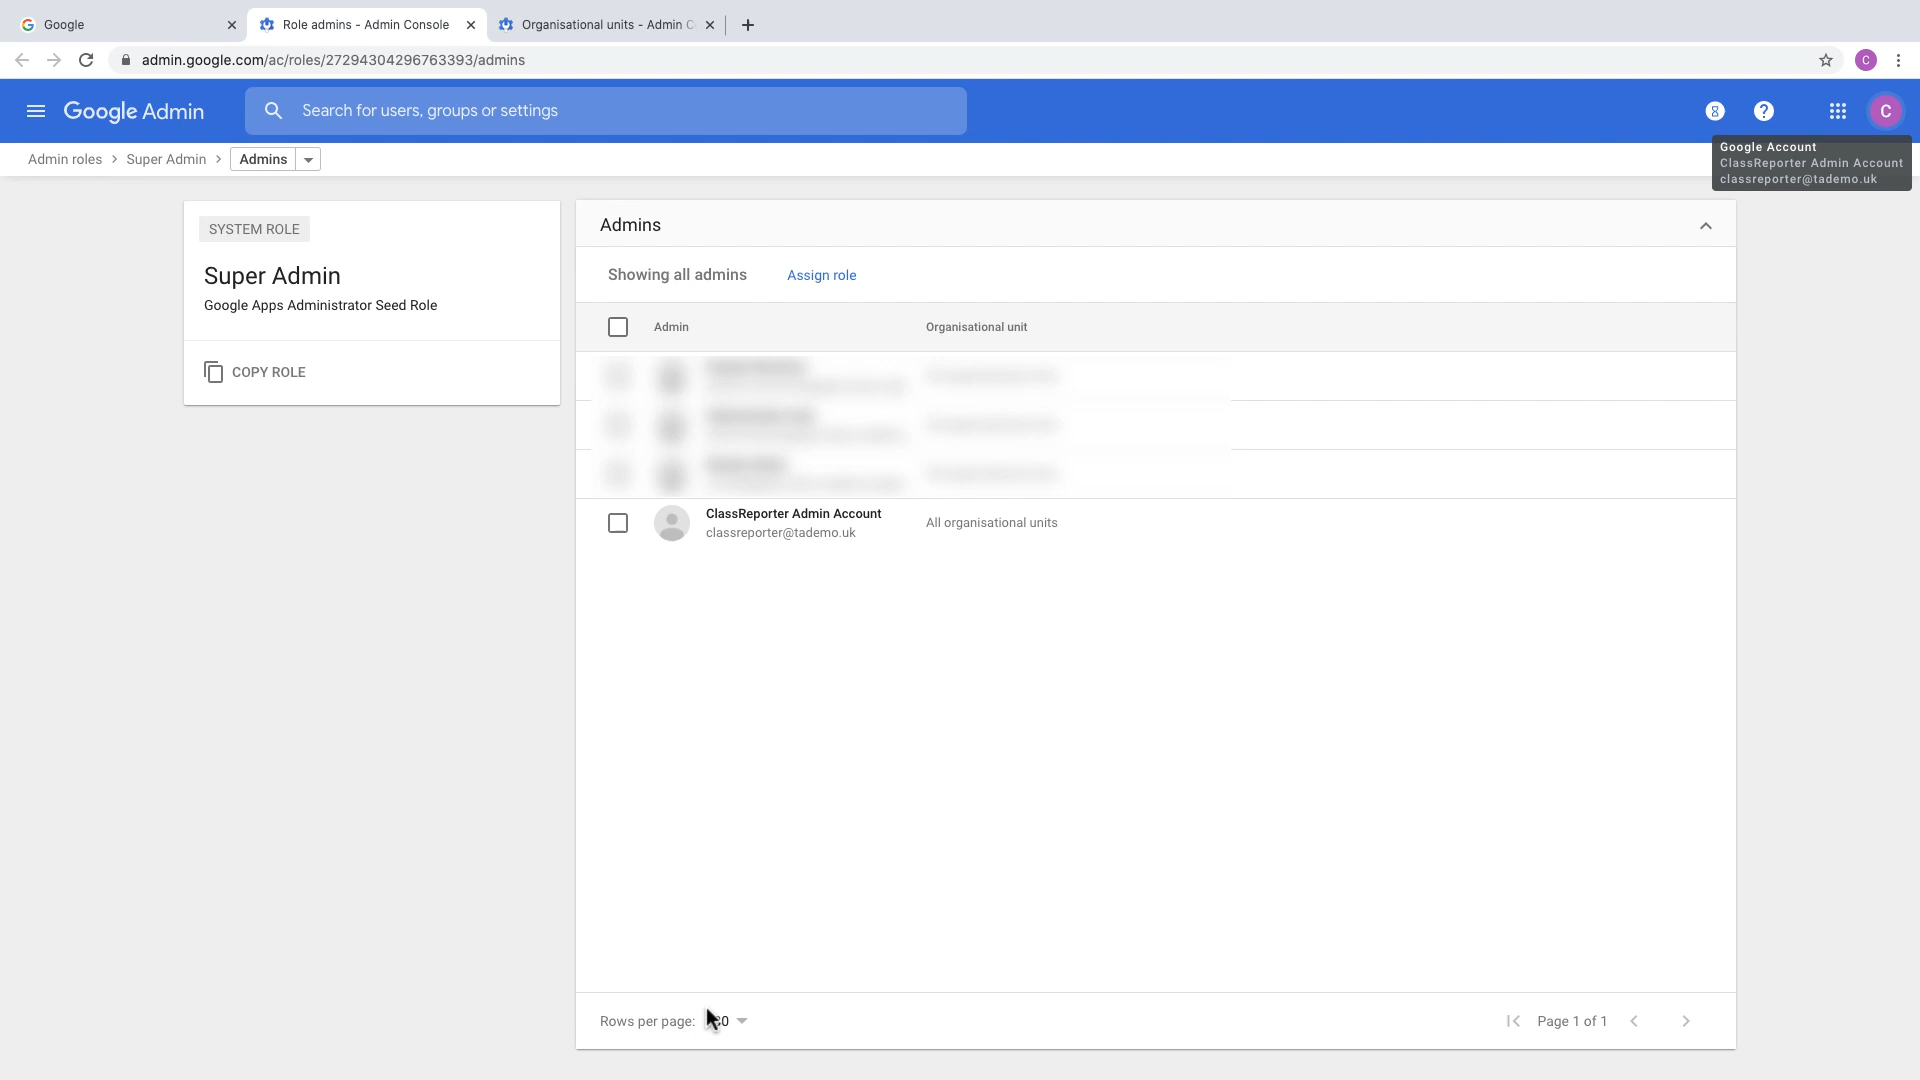 Google
Role admins - Admin Console
Organisational units - Admin C
admin.google.com/ac/roles/27294304296763393/admins
Google Admin
Search for users, groups or settings
C
C
Admin roles
Super Admin
Admins
Google Account
ClassReporter Admin Account
classreporter@tademo.uk
SYSTEM ROLE
Super Admin
Google Apps Administrator Seed Role
COPY ROLE
Admins
Showing all admins
Assign role
Admin
Organisational unit
ClassReporter Admin Account
classreporter@tademo.uk
All organisational units
Rows per page:
Page 1 of 1